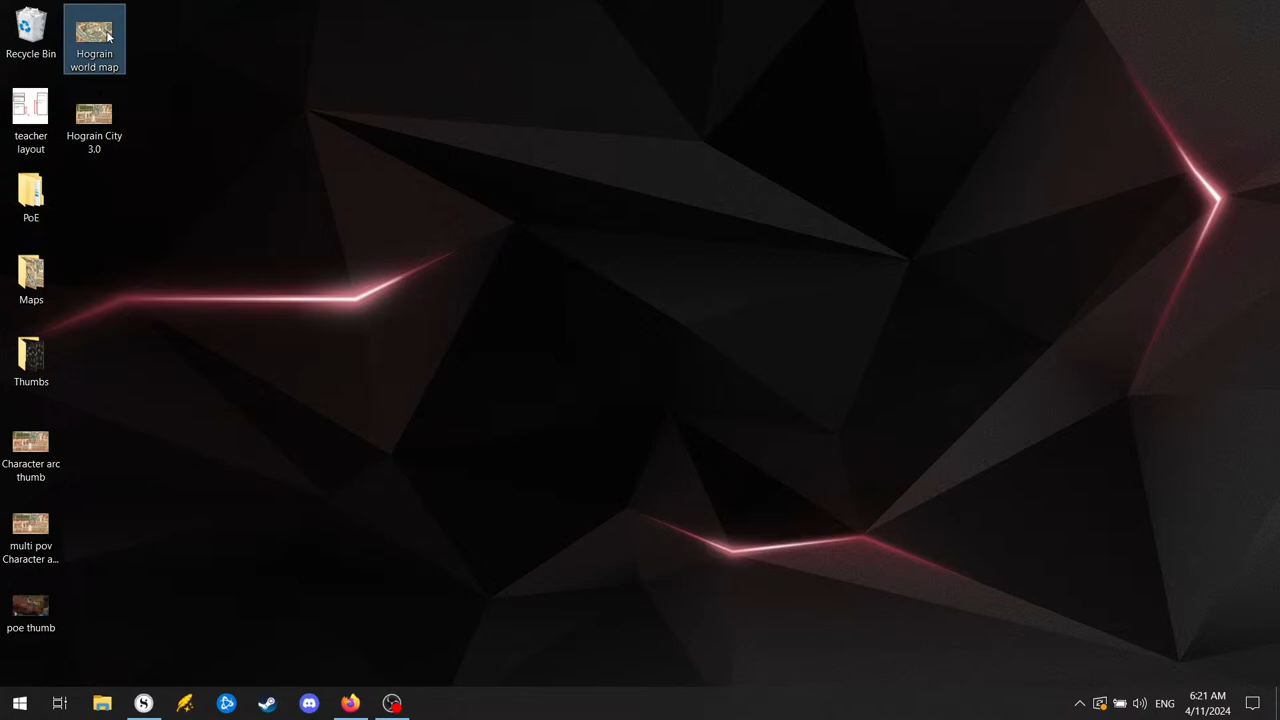 Recycle Bin
Hograin
world map
teacher
layout
Hograin City
3.0
PoE
Maps
Thumbs
Character arc
thumb
multi pov
Character a...
poe thumb
ENG
6:21 AM
4/11/2024